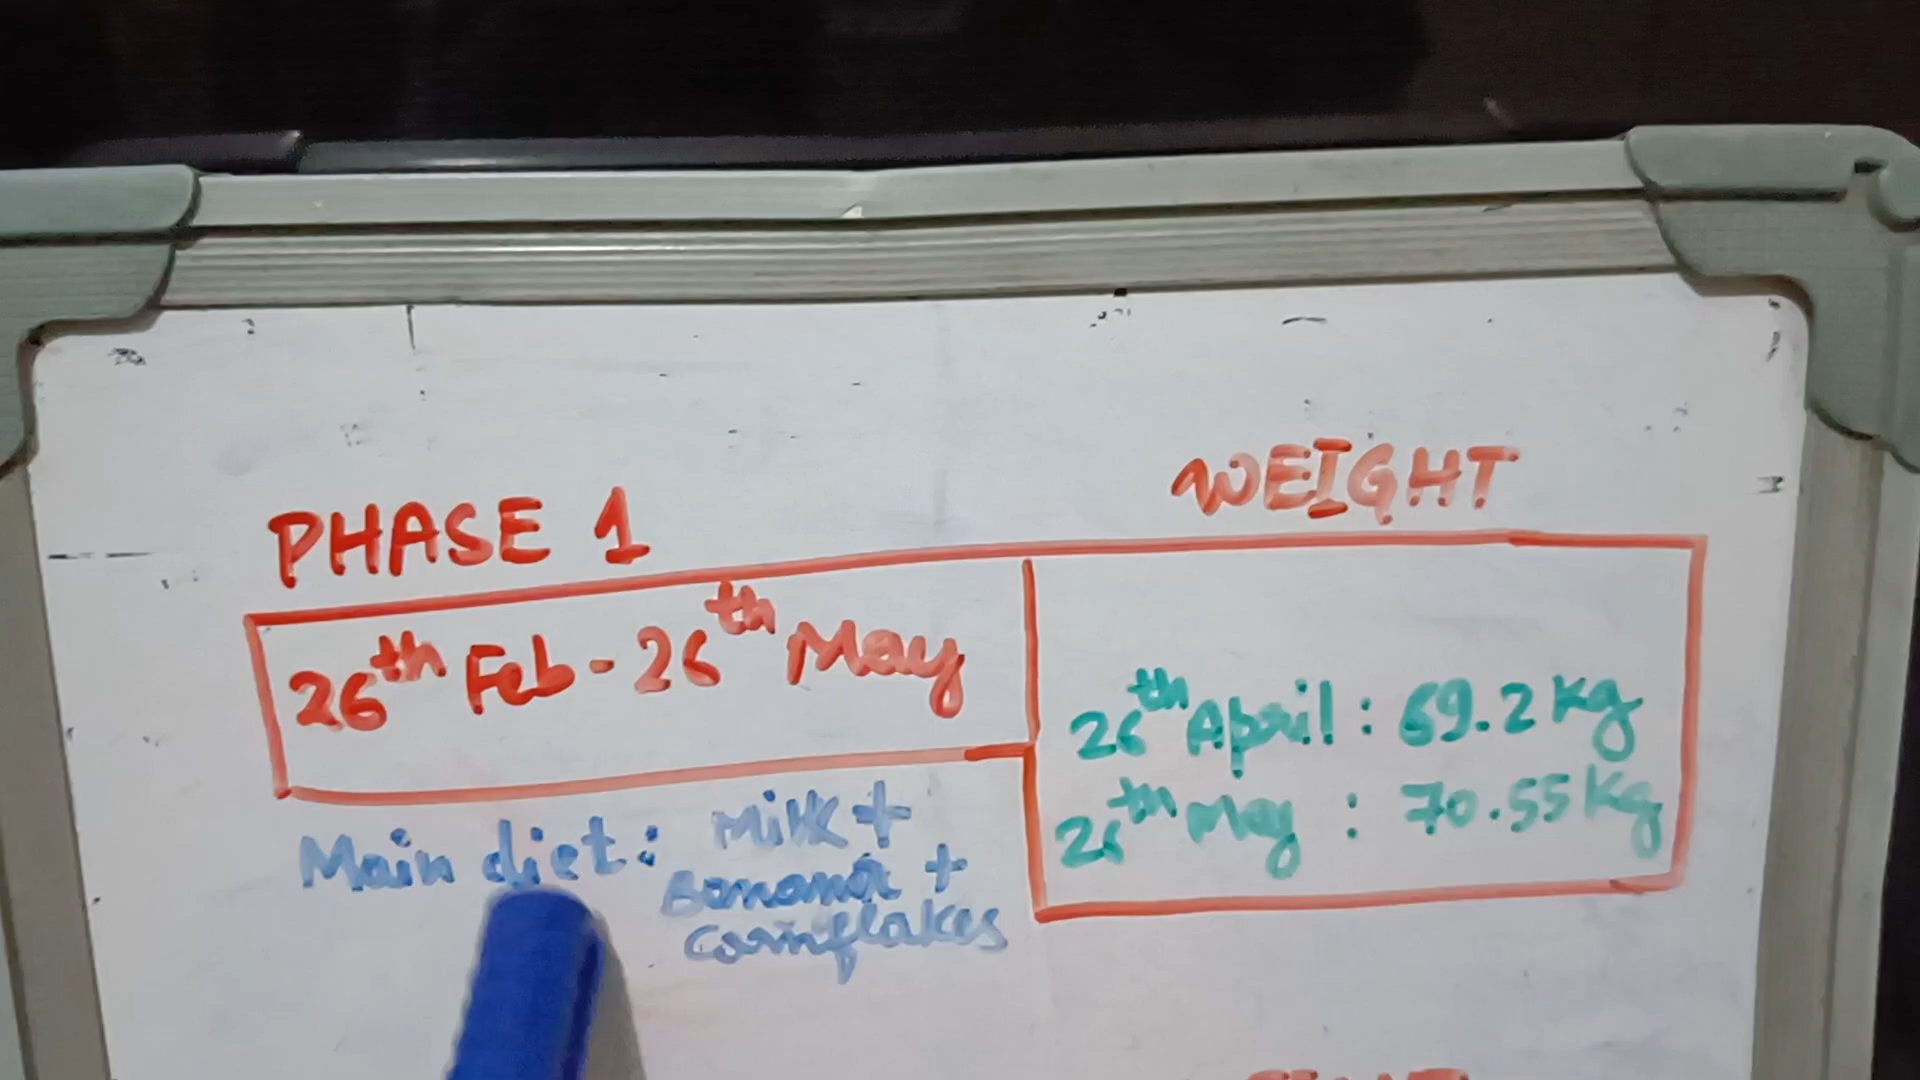 PHASE 1
WEIGHT
26th Feb - 26th May
26th April : 69.2 Kg
26th May : 70.55 Kg
Main diet : Milk +
Banana +
Cornflakes